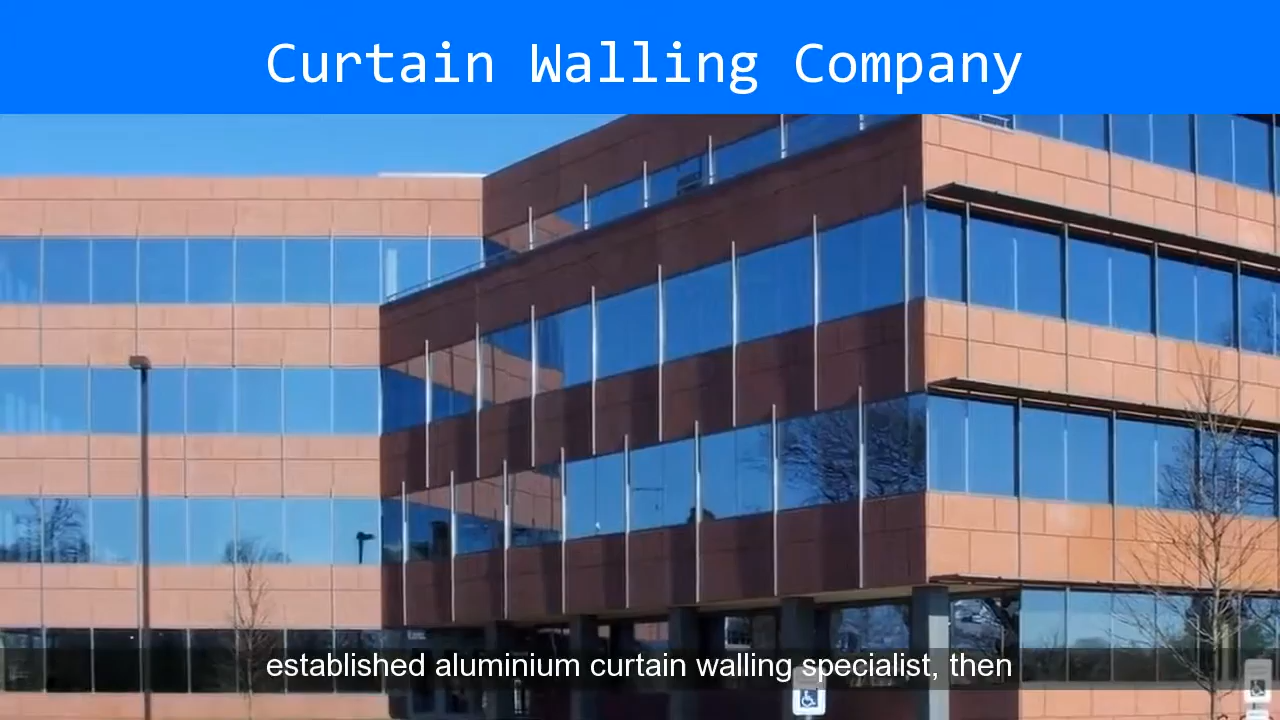 Curtain Walling Company
established aluminium curtain walling specialist, then